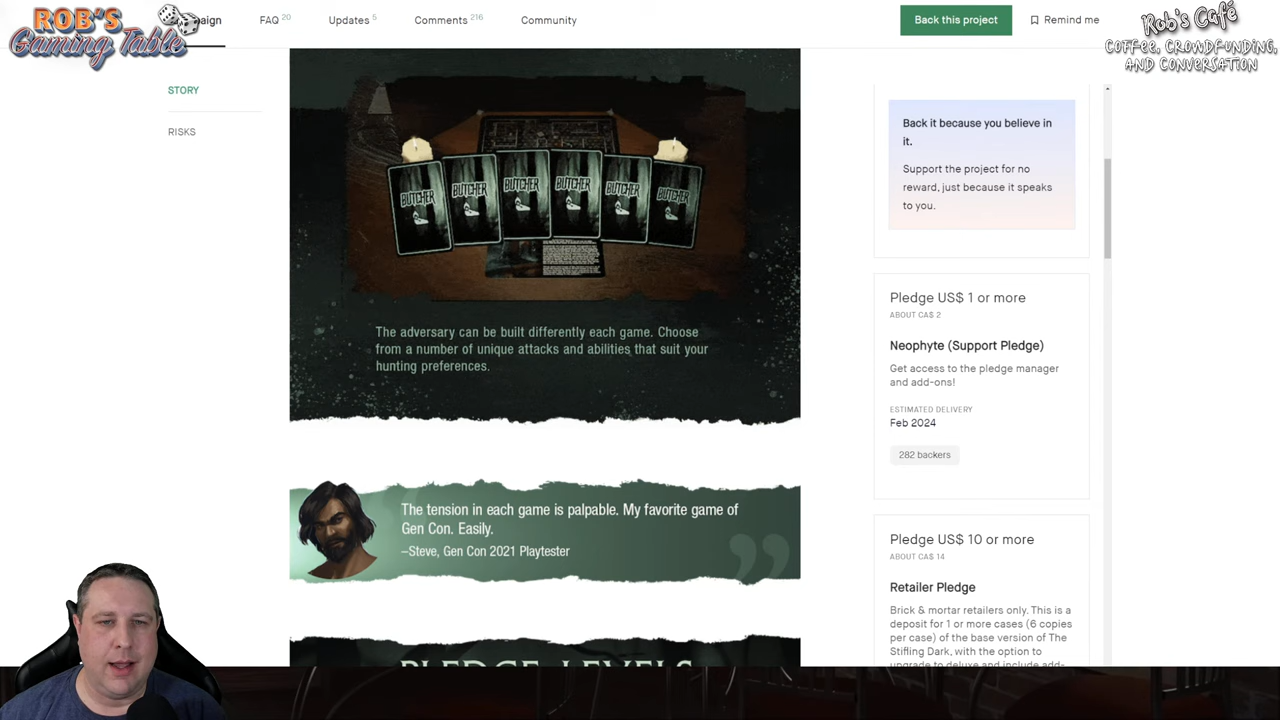 ROB'S
Gaming Table
paign
FAQ 20
Updates 5
Comments 216
Community
Back this project
Remind me
Rob's Café
COFFEE, CROWDFUNDING,
AND CONVERSATION
STORY
RISKS
BUTCHER
BUTCHER
BUTCHER
BUTCHER
BUTCHER
BUTCHER
The adversary can be built differently each game. Choose
from a number of unique attacks and abilities that suit your
hunting preferences.
The tension in each game is palpable. My favorite game of
Gen Con. Easily.
–Steve, Gen Con 2021 Playtester
PLEDGE LEVELS
Back it because you believe in
it.
Support the project for no
reward, just because it speaks
to you.
Pledge US$ 1 or more
ABOUT CA$ 2
Neophyte (Support Pledge)
Get access to the pledge manager
and add-ons!
ESTIMATED DELIVERY
Feb 2024
282 backers
Pledge US$ 10 or more
ABOUT CA$ 14
Retailer Pledge
Brick & mortar retailers only. This is a
deposit for 1 or more cases (6 copies
per case) of the base version of The
Stifling Dark, with the option to
upgrade to deluxe and include add-